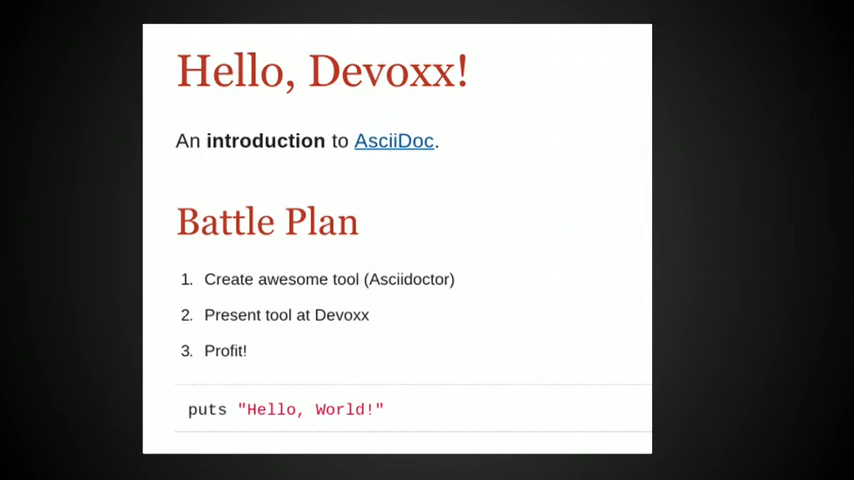 Hello, Devoxx!
An introduction to AsciiDoc.
Battle Plan
1. Create awesome tool (Asciidoctor)
2. Present tool at Devoxx
3. Profit!
puts "Hello, World!"